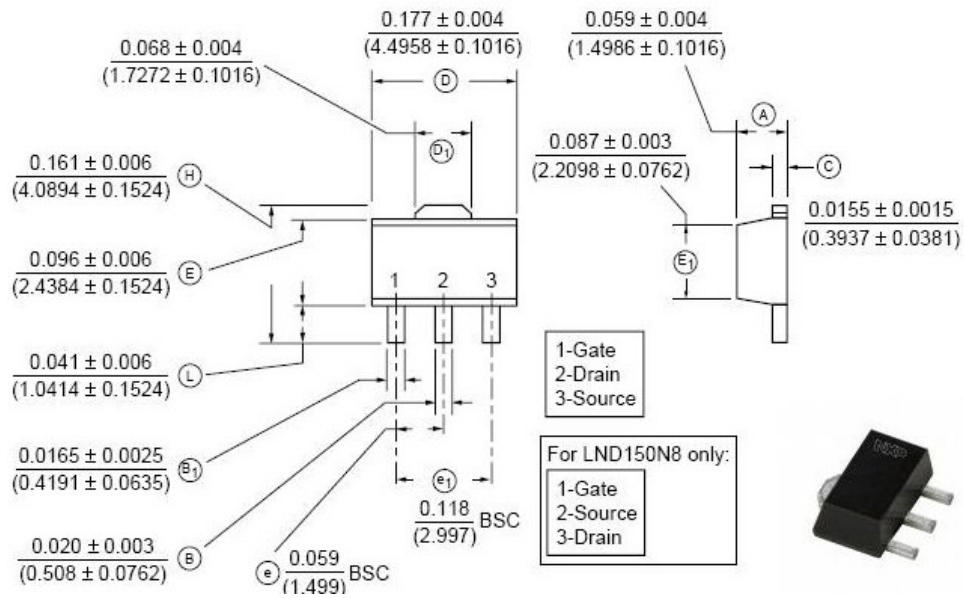 0.177 ± 0.004
(4.4958 ± 0.1016)
D
0.068 ± 0.004
(1.7272 ± 0.1016)
D1
0.059 ± 0.004
(1.4986 ± 0.1016)
A
0.087 ± 0.003
(2.2098 ± 0.0762)
E1
C
0.0155 ± 0.0015
(0.3937 ± 0.0381)
0.161 ± 0.006
(4.0894 ± 0.1524)
H
0.096 ± 0.006
(2.4384 ± 0.1524)
E
1 2 3
0.041 ± 0.006
(1.0414 ± 0.1524)
L
0.0165 ± 0.0025
(0.4191 ± 0.0635)
B1
0.020 ± 0.003
(0.508 ± 0.0762)
B
e
0.059
(1.499)
BSC
e1
0.118
(2.997)
BSC
1-Gate
2-Drain
3-Source
For LND150N8 only:
1-Gate
2-Source
3-Drain
NXP